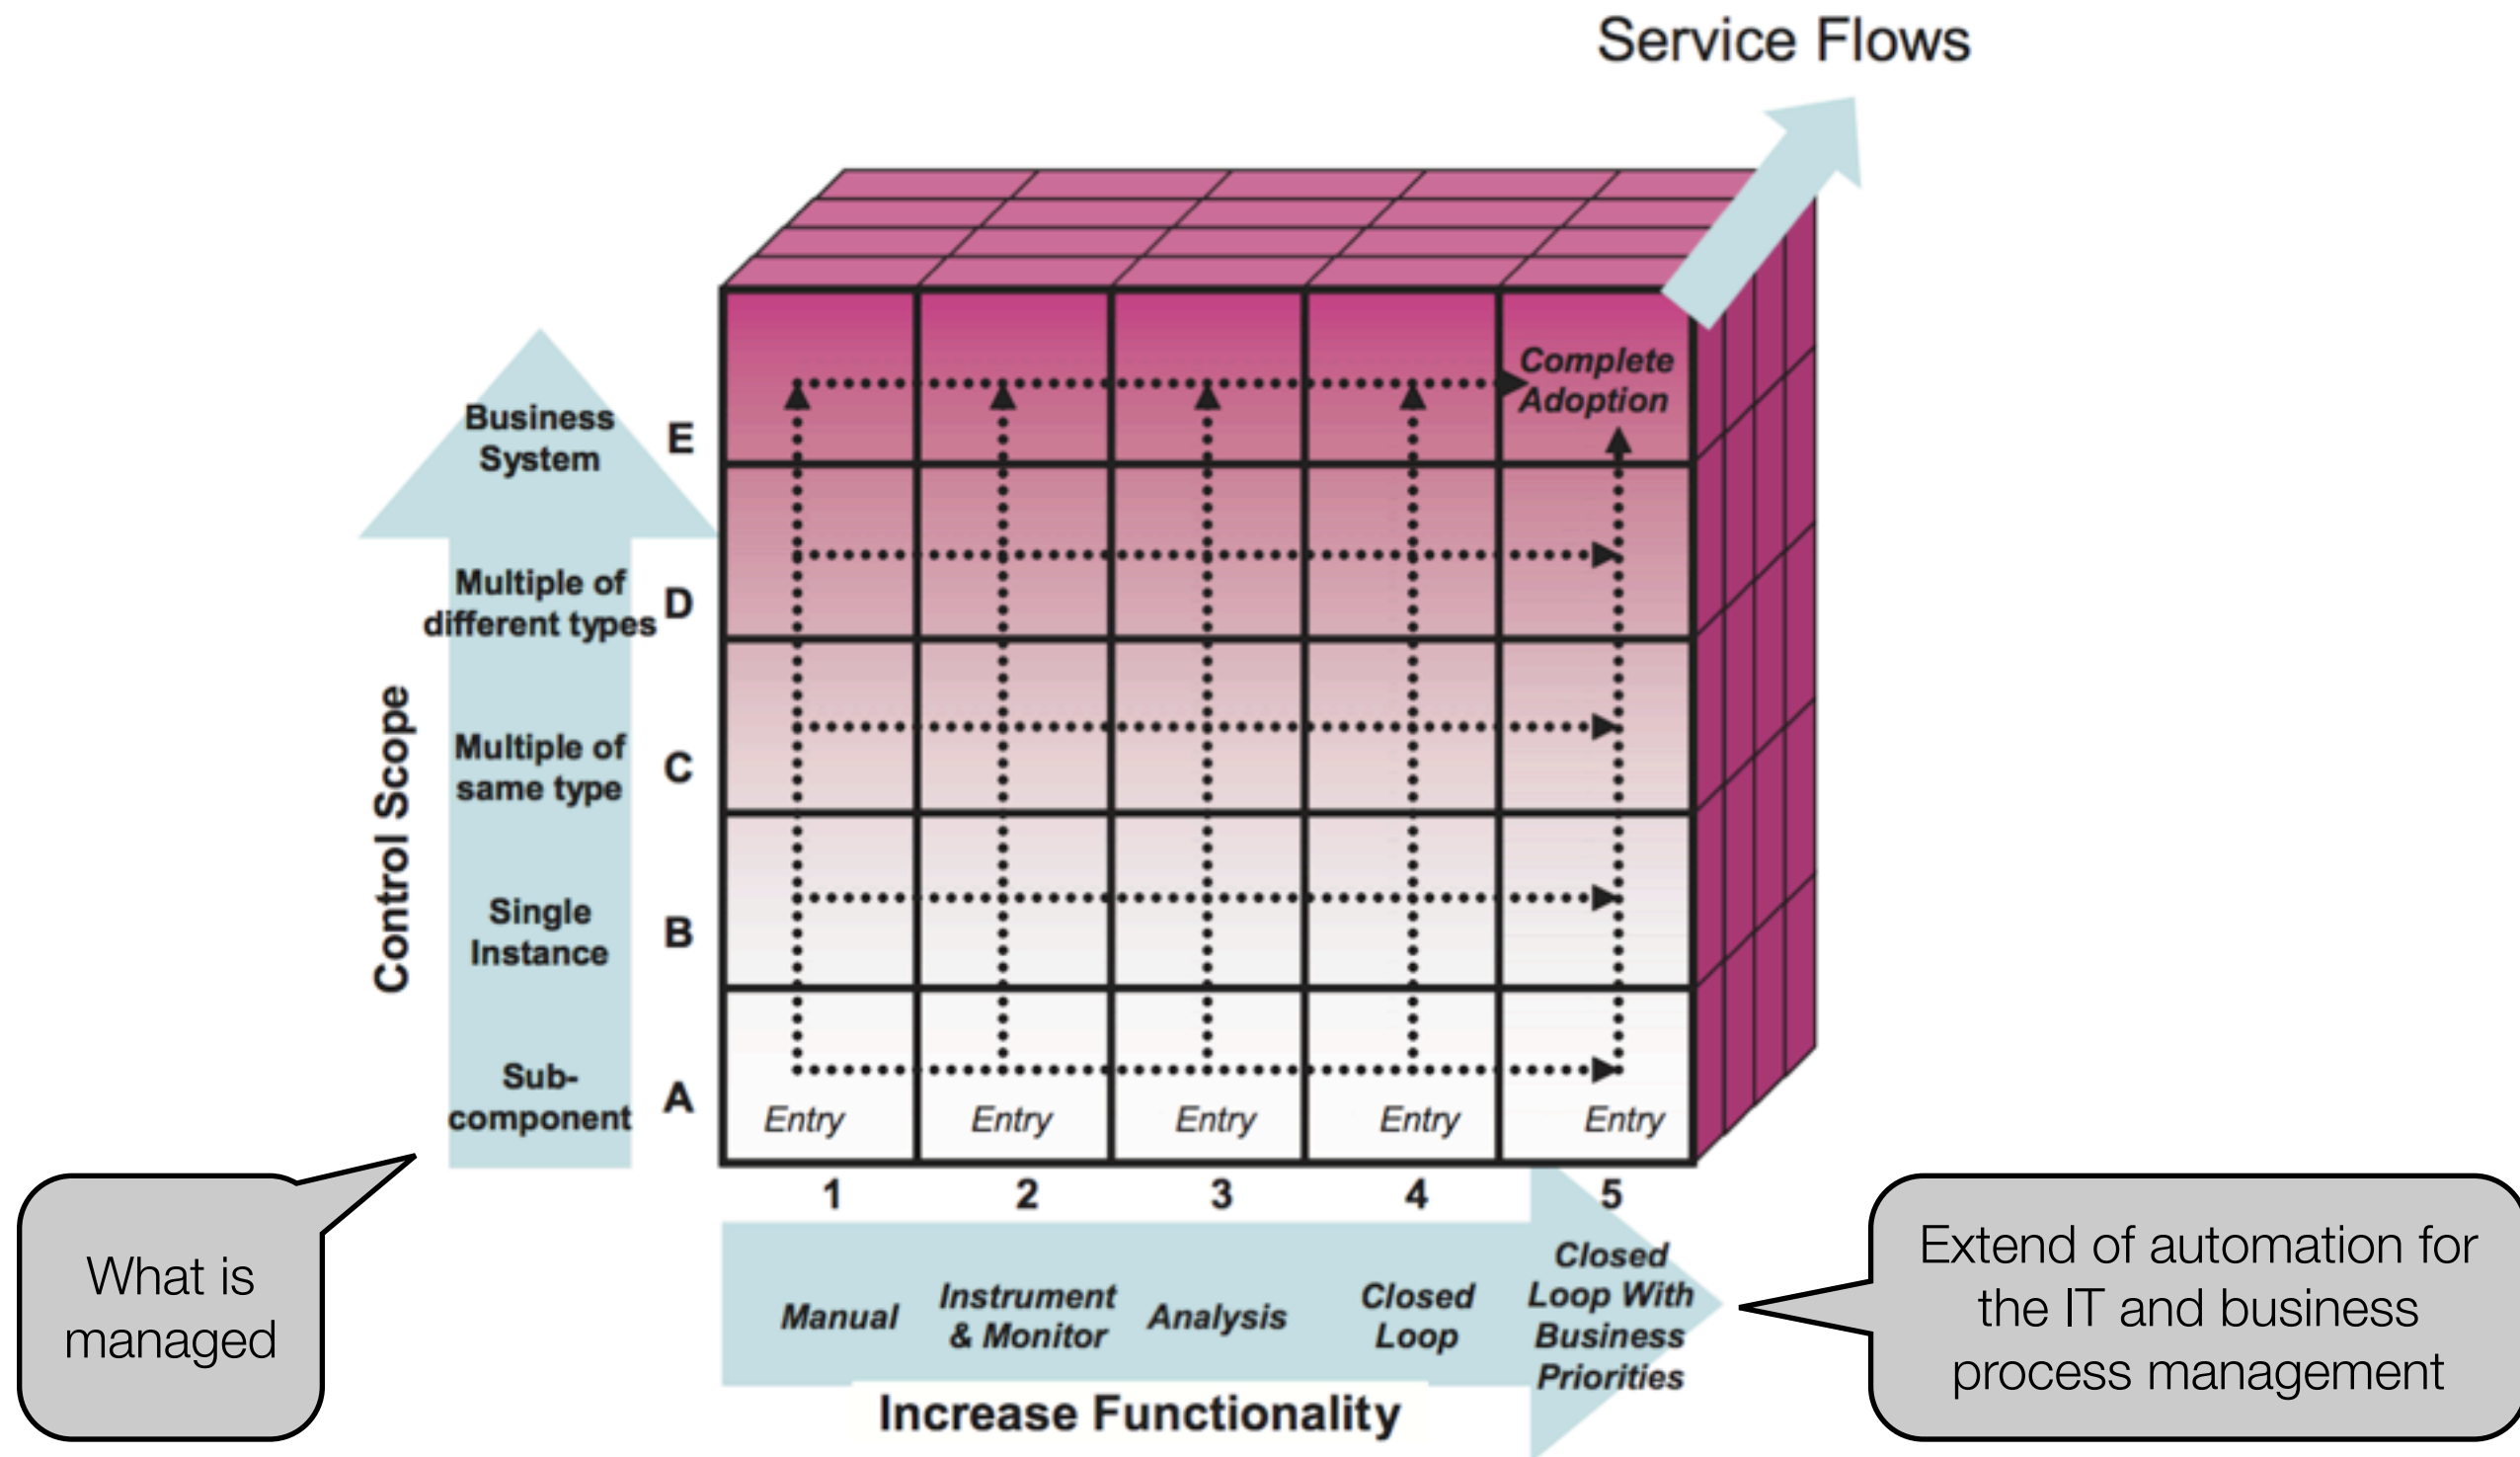 Service Flows
Complete
Adoption
Business
System
E
Multiple of
different types
D
Control Scope
Multiple of
same type
C
Single
Instance
B
Sub-
component
A
Entry
Entry
Entry
Entry
Entry
1
2
3
4
5
Manual
Instrument
& Monitor
Analysis
Closed
Loop
Closed
Loop With
Business
Priorities
Increase Functionality
What is
managed
Extend of automation for
the IT and business
process management